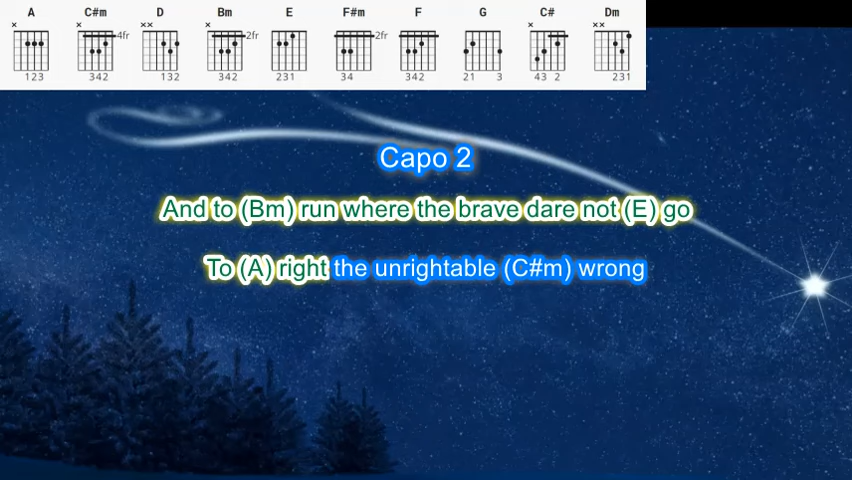 A C#m D Bm E F#m F G C# Dm
× × ×× × × ××
4fr 2fr 2fr
123 342 132 342 231 34 342 21 3 43 2 231
Capo 2
And to (Bm) run where the brave dare not (E) go
To (A) right the unrightable (C#m) wrong